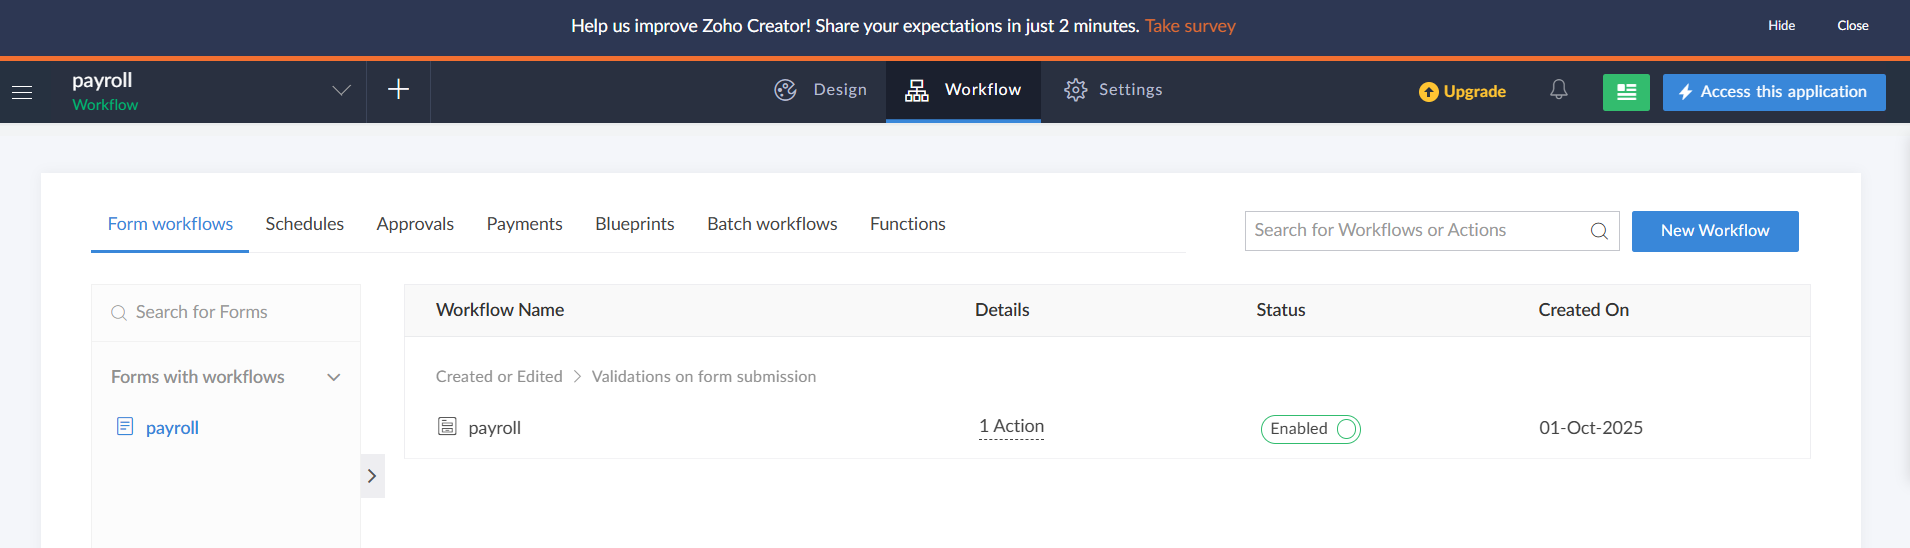 Help us improve Zoho Creator! Share your expectations in just 2 minutes. Take survey
Hide
Close
payroll
Workflow
Design
Workflow
Settings
Upgrade
Access this application
Form workflows
Schedules
Approvals
Payments
Blueprints
Batch workflows
Functions
Search for Workflows or Actions
New Workflow
Search for Forms
Forms with workflows
payroll
Workflow Name
Details
Status
Created On
Created or Edited > Validations on form submission
payroll
1 Action
Enabled
01-Oct-2025